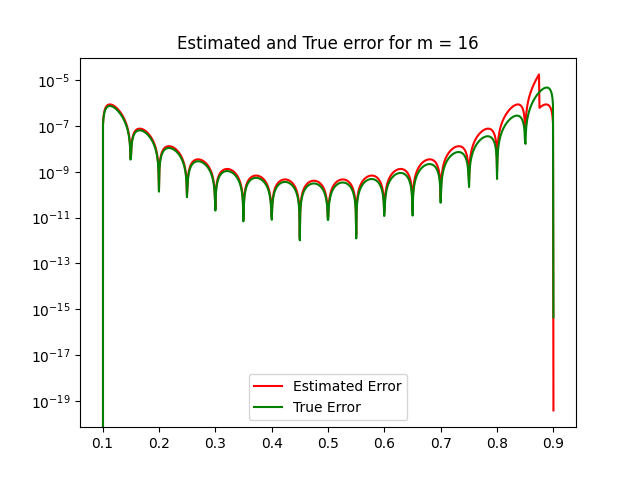 Estimated and True error for m = 16
10⁻⁵
10⁻⁷
10⁻⁹
10⁻¹¹
10⁻¹³
10⁻¹⁵
10⁻¹⁷
10⁻¹⁹
Estimated Error
True Error
0.1 0.2 0.3 0.4 0.5 0.6 0.7 0.8 0.9